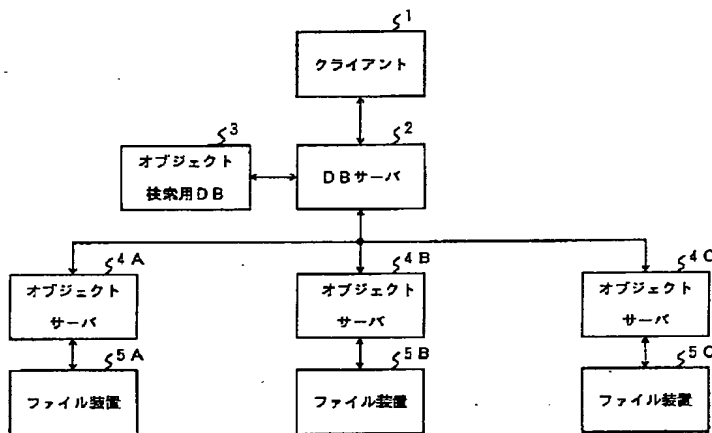 1
クライアント
3
2
オブジェクト
検索用DB
DBサーバ
4A
4B
4C
オブジェクト
サーバ
オブジェクト
サーバ
オブジェクト
サーバ
5A
5B
5C
ファイル装置
ファイル装置
ファイル装置